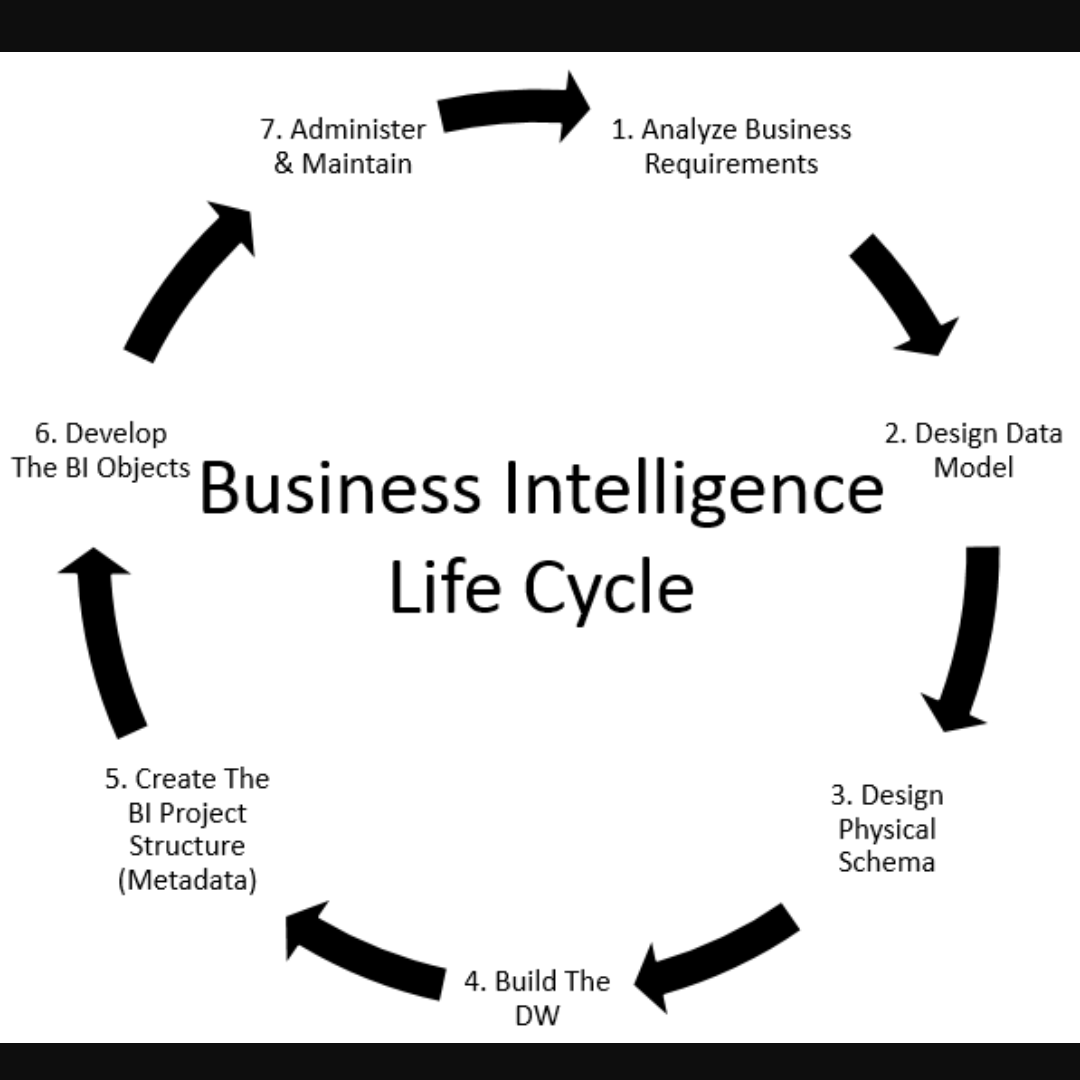 Business Intelligence
Life Cycle
1. Analyze Business
Requirements
2. Design Data
Model
3. Design
Physical
Schema
4. Build The
DW
5. Create The
BI Project
Structure
(Metadata)
6. Develop
The BI Objects
7. Administer
& Maintain